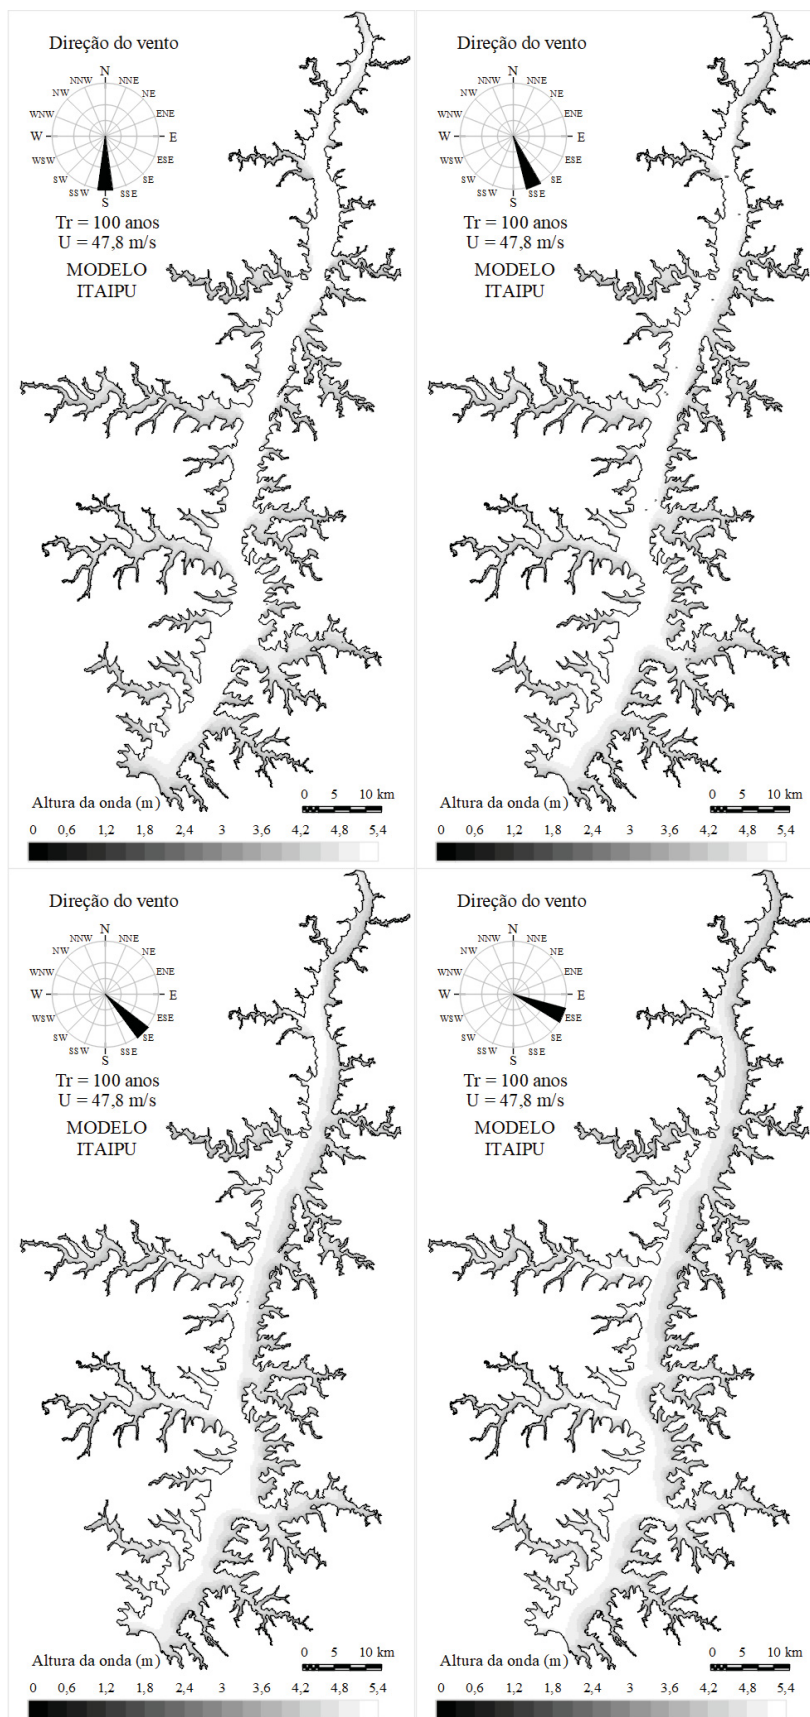 Direção do vento
N
NNW NNE
NW NE
WNW ENE
W E
WSW ESE
SW SE
SSW SSE
S
Tr = 100 anos
U = 47,8 m/s
MODELO
ITAIPU
0 5 10 km
Altura da onda (m)
0 0,6 1,2 1,8 2,4 3 3,6 4,2 4,8 5,4
Direção do vento
N
NNW NNE
NW NE
WNW ENE
W E
WSW ESE
SW SE
SSW SSE
S
Tr = 100 anos
U = 47,8 m/s
MODELO
ITAIPU
0 5 10 km
Altura da onda (m)
0 0,6 1,2 1,8 2,4 3 3,6 4,2 4,8 5,4
Direção do vento
N
NNW NNE
NW NE
WNW ENE
W E
WSW ESE
SW SE
SSW SSE
S
Tr = 100 anos
U = 47,8 m/s
MODELO
ITAIPU
0 5 10 km
Altura da onda (m)
0 0,6 1,2 1,8 2,4 3 3,6 4,2 4,8 5,4
Direção do vento
N
NNW NNE
NW NE
WNW ENE
W E
WSW ESE
SW SE
SSW SSE
S
Tr = 100 anos
U = 47,8 m/s
MODELO
ITAIPU
0 5 10 km
Altura da onda (m)
0 0,6 1,2 1,8 2,4 3 3,6 4,2 4,8 5,4